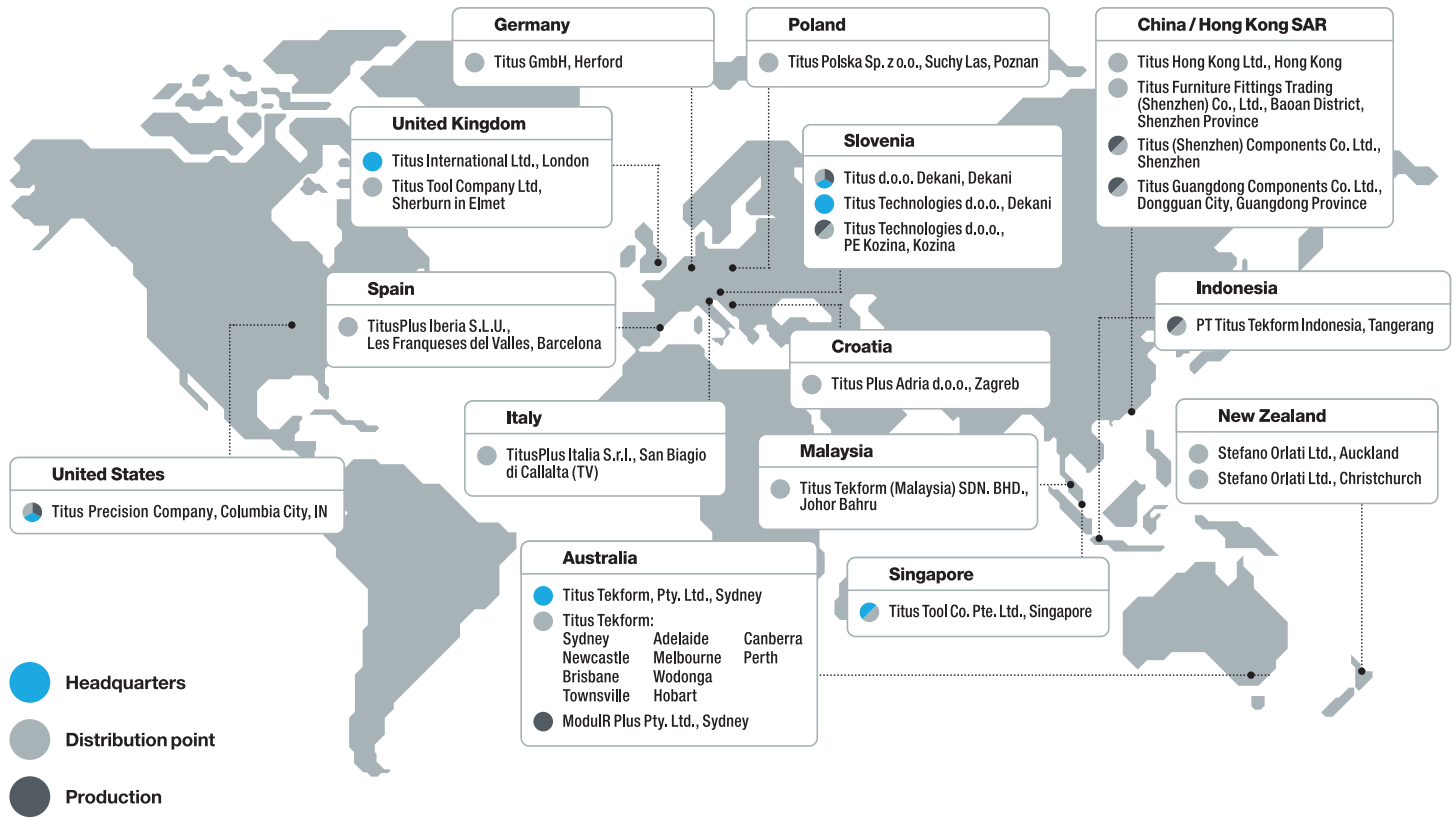 Germany
Titus GmbH, Herford
Poland
Titus Polska Sp. z o.o., Suchy Las, Poznan
China / Hong Kong SAR
Titus Hong Kong Ltd., Hong Kong
Titus Furniture Fittings Trading
(Shenzhen) Co., Ltd., Baoan District,
Shenzhen Province
Titus (Shenzhen) Components Co. Ltd.,
Shenzhen
Titus Guangdong Components Co. Ltd.,
Dongguan City, Guangdong Province
United Kingdom
Titus International Ltd., London
Titus Tool Company Ltd,
Sherburn in Elmet
Slovenia
Titus d.o.o. Dekani, Dekani
Titus Technologies d.o.o., Dekani
Titus Technologies d.o.o.,
PE Kozina, Kozina
Spain
TitusPlus Iberia S.L.U.,
Les Franqueses del Valles, Barcelona
Indonesia
PT Titus Tekform Indonesia, Tangerang
Croatia
Titus Plus Adria d.o.o., Zagreb
Italy
TitusPlus Italia S.r.l., San Biagio
di Callalta (TV)
New Zealand
Stefano Orlati Ltd., Auckland
Stefano Orlati Ltd., Christchurch
Malaysia
Titus Tekform (Malaysia) SDN. BHD.,
Johor Bahru
United States
Titus Precision Company, Columbia City, IN
Australia
Titus Tekform, Pty. Ltd., Sydney
Titus Tekform:
Sydney Adelaide Canberra
Newcastle Melbourne Perth
Brisbane Wodonga
Townsville Hobart
ModulR Plus Pty. Ltd., Sydney
Singapore
Titus Tool Co. Pte. Ltd., Singapore
Headquarters
Distribution point
Production